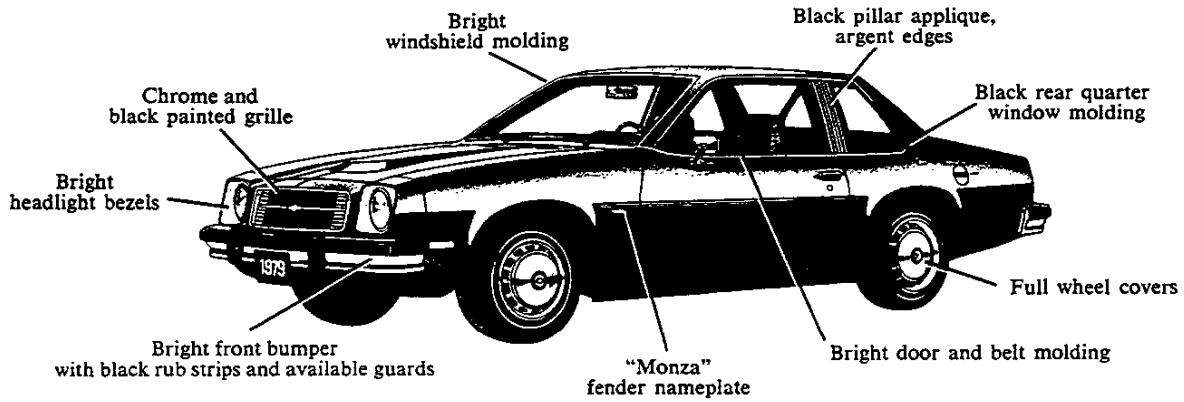 Bright
windshield molding
Black pillar applique,
argent edges
Chrome and
black painted grille
Black rear quarter
window molding
Bright
headlight bezels
1979
Full wheel covers
Bright front bumper
with black rub strips and available guards
"Monza"
fender nameplate
Bright door and belt molding